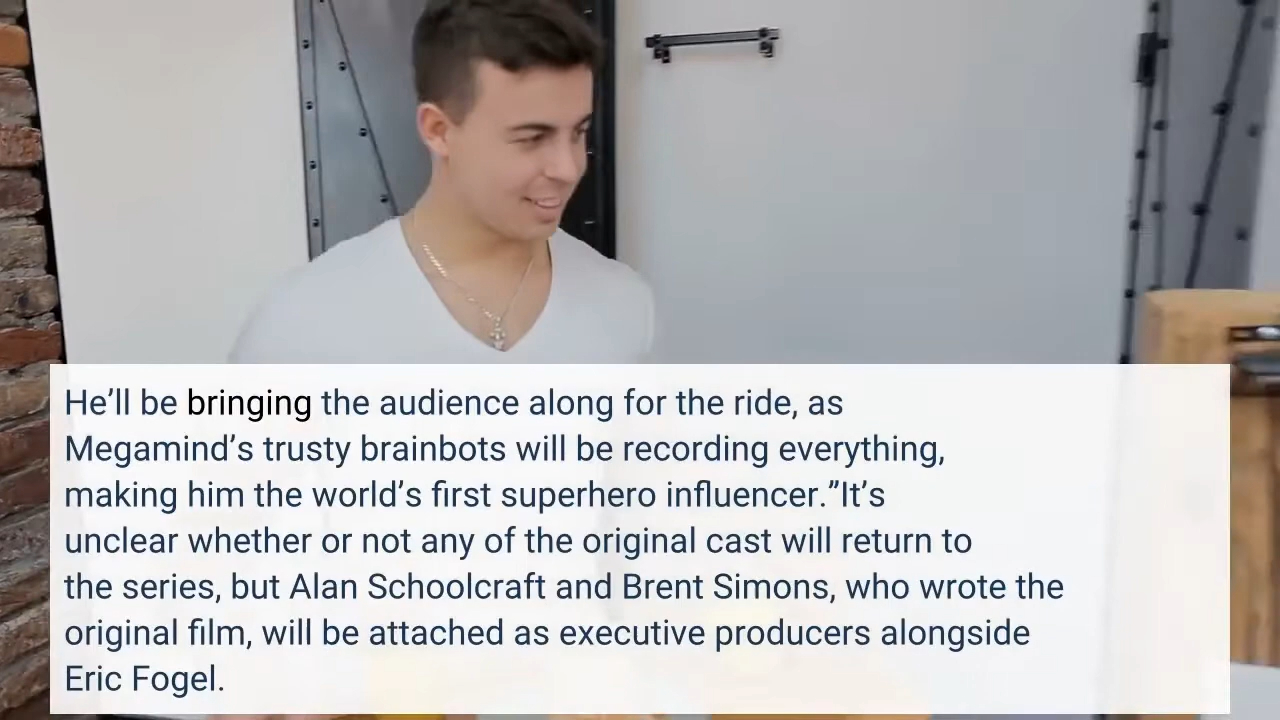 He’ll be bringing the audience along for the ride, as
Megamind’s trusty brainbots will be recording everything,
making him the world’s first superhero influencer.”It’s
unclear whether or not any of the original cast will return to
the series, but Alan Schoolcraft and Brent Simons, who wrote the
original film, will be attached as executive producers alongside
Eric Fogel.